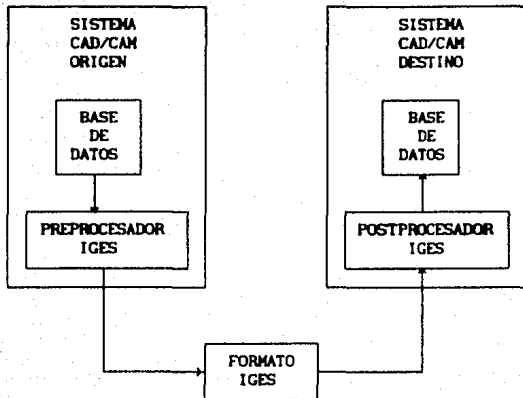 SISTEMA
CAD/CAM
ORIGEN
BASE
DE
DATOS
PREPROCESADOR
IGES
SISTEMA
CAD/CAM
DESTINO
BASE
DE
DATOS
POSTPROCESADOR
IGES
FORMATO
IGES